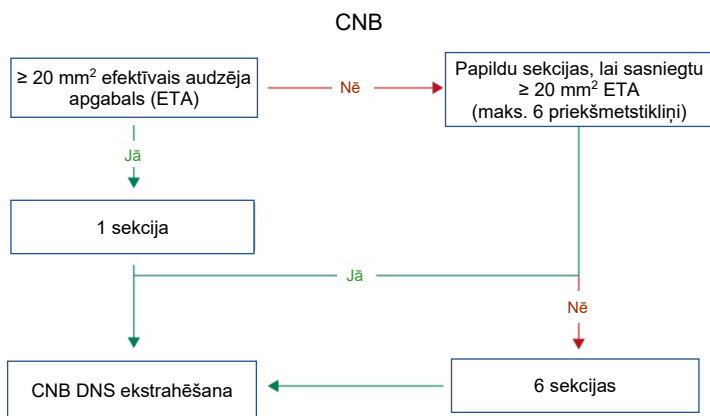 CNB
≥ 20 mm² efektīvais audzēja
apgabals (ETA)
Nē
Papildu sekcijas, lai sasniegtu
≥ 20 mm² ETA
(maks. 6 priekšmetstikliņi)
Jā
1 sekcija
Jā
Nē
CNB DNS ekstrahēšana
6 sekcijas